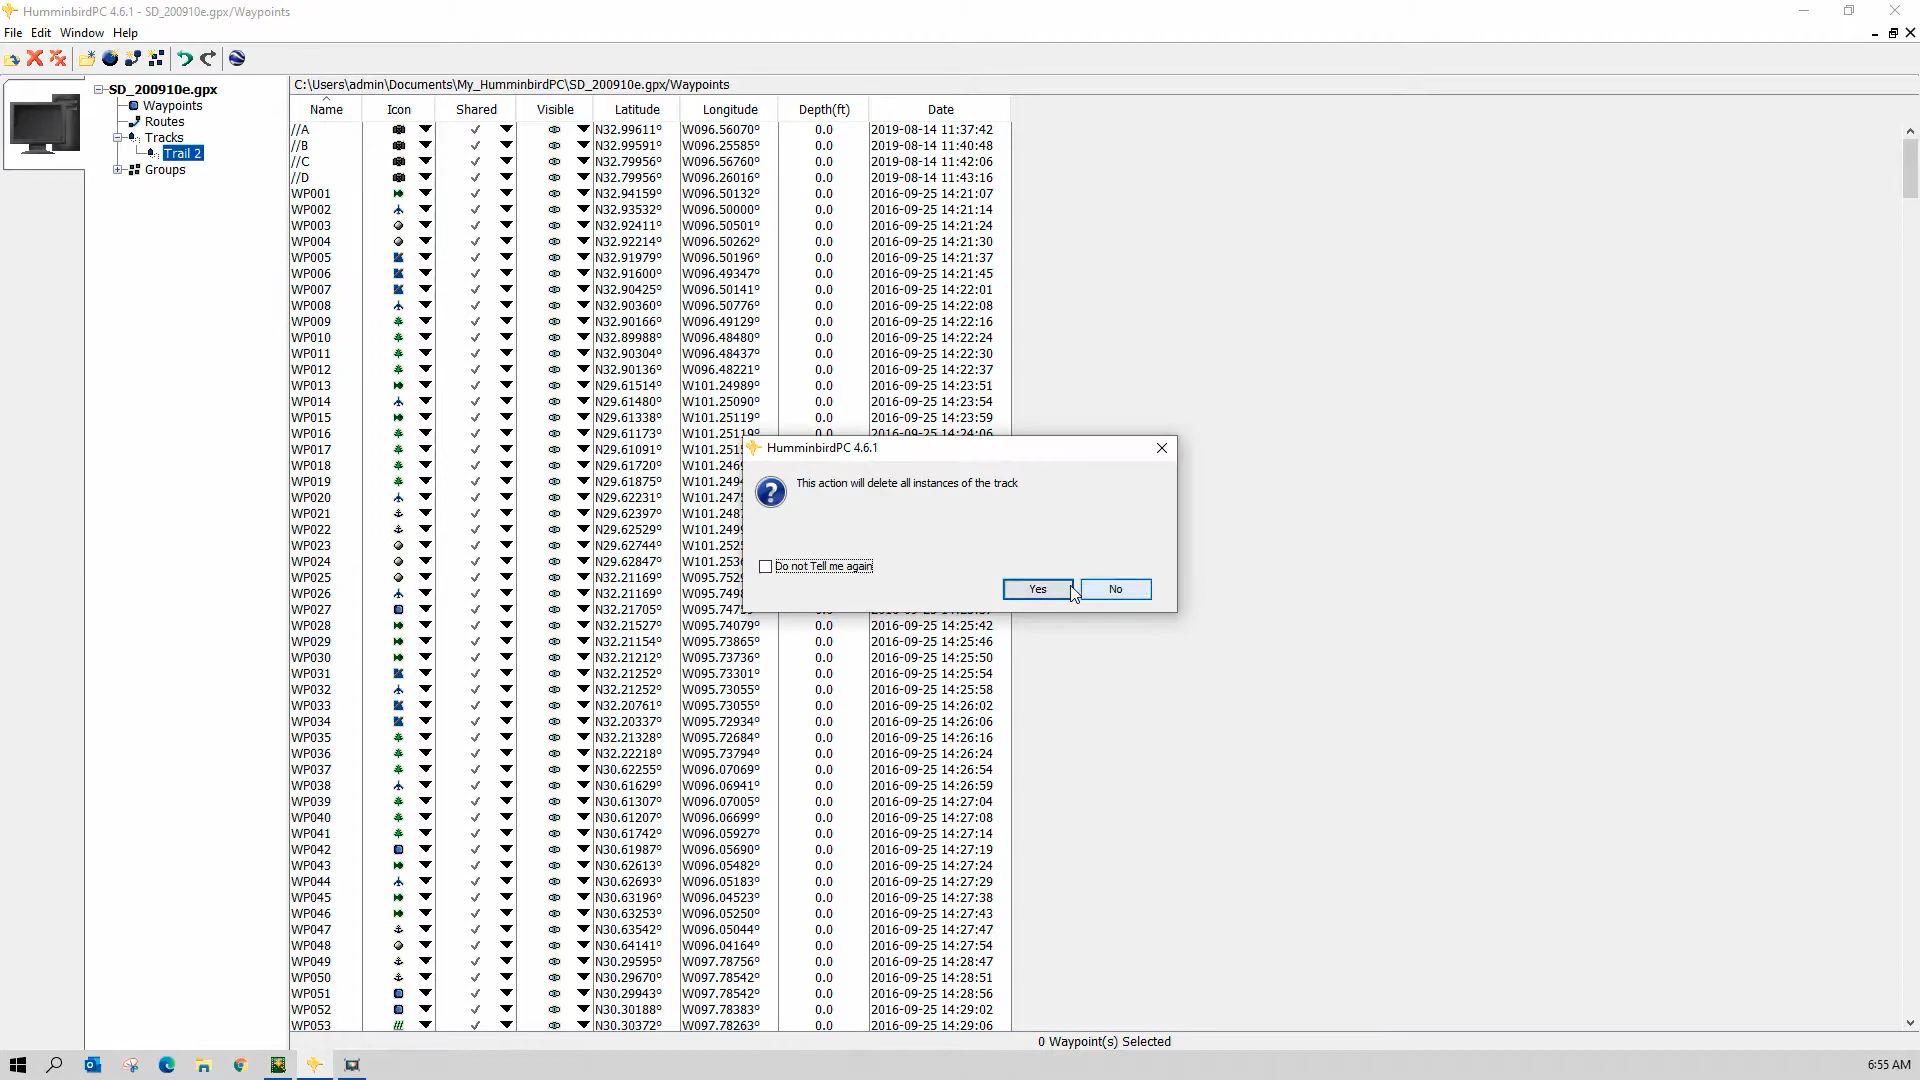 HumminbirdPC 4.6.1 - SD_200910e.gpx/Waypoints
File Edit Window Help
SD_200910e.gpx
Waypoints
Routes
Tracks
Trail 2
Groups
C:\Users\admin\Documents\My_HumminbirdPC\SD_200910e.gpx/Waypoints
Name Icon Shared Visible Latitude Longitude Depth(ft) Date
//A N32.99611° W096.56070° 0.0 2019-08-14 11:37:42
//B N32.99591° W096.25585° 0.0 2019-08-14 11:40:48
//C N32.79956° W096.56760° 0.0 2019-08-14 11:42:06
//D N32.79956° W096.26016° 0.0 2019-08-14 11:43:16
WP001 N32.94159° W096.50132° 0.0 2016-09-25 14:21:07
WP002 N32.93532° W096.50000° 0.0 2016-09-25 14:21:14
WP003 N32.92411° W096.50501° 0.0 2016-09-25 14:21:24
WP004 N32.92214° W096.50262° 0.0 2016-09-25 14:21:30
WP005 N32.91979° W096.50196° 0.0 2016-09-25 14:21:37
WP006 N32.91600° W096.49347° 0.0 2016-09-25 14:21:45
WP007 N32.90425° W096.50141° 0.0 2016-09-25 14:22:01
WP008 N32.90360° W096.50776° 0.0 2016-09-25 14:22:08
WP009 N32.90166° W096.49129° 0.0 2016-09-25 14:22:16
WP010 N32.89988° W096.48480° 0.0 2016-09-25 14:22:24
WP011 N32.90304° W096.48437° 0.0 2016-09-25 14:22:30
WP012 N32.90136° W096.48221° 0.0 2016-09-25 14:22:37
WP013 N29.61514° W101.24989° 0.0 2016-09-25 14:23:51
WP014 N29.61480° W101.25090° 0.0 2016-09-25 14:23:54
WP015 N29.61338° W101.25119° 0.0 2016-09-25 14:23:59
WP016 N29.61173° W101.25119° 0.0 2016-09-25 14:24:06
WP017 N29.61091°
WP018 N29.61720°
WP019 N29.61875°
WP020 N29.62231°
WP021 N29.62397°
WP022 N29.62529°
WP023 N29.62744°
WP024 N29.62847°
WP025 N32.21169°
WP026 N32.21169°
WP027 N32.21705°
HumminbirdPC 4.6.1
This action will delete all instances of the track
Do not Tell me again
Yes No
WP028 N32.21527° W095.74079° 0.0 2016-09-25 14:25:42
WP029 N32.21154° W095.73865° 0.0 2016-09-25 14:25:46
WP030 N32.21212° W095.73736° 0.0 2016-09-25 14:25:50
WP031 N32.21252° W095.73301° 0.0 2016-09-25 14:25:54
WP032 N32.21252° W095.73055° 0.0 2016-09-25 14:25:58
WP033 N32.20761° W095.73055° 0.0 2016-09-25 14:26:02
WP034 N32.20337° W095.72934° 0.0 2016-09-25 14:26:06
WP035 N32.21328° W095.72684° 0.0 2016-09-25 14:26:16
WP036 N32.22218° W095.73794° 0.0 2016-09-25 14:26:24
WP037 N30.62255° W096.07069° 0.0 2016-09-25 14:26:54
WP038 N30.61629° W096.06941° 0.0 2016-09-25 14:26:59
WP039 N30.61307° W096.07005° 0.0 2016-09-25 14:27:04
WP040 N30.61207° W096.06699° 0.0 2016-09-25 14:27:08
WP041 N30.61742° W096.05927° 0.0 2016-09-25 14:27:14
WP042 N30.61987° W096.05690° 0.0 2016-09-25 14:27:19
WP043 N30.62613° W096.05482° 0.0 2016-09-25 14:27:24
WP044 N30.62693° W096.05183° 0.0 2016-09-25 14:27:29
WP045 N30.63196° W096.04523° 0.0 2016-09-25 14:27:38
WP046 N30.63253° W096.05250° 0.0 2016-09-25 14:27:43
WP047 N30.63542° W096.05044° 0.0 2016-09-25 14:27:47
WP048 N30.64141° W096.04164° 0.0 2016-09-25 14:27:54
WP049 N30.29595° W097.78756° 0.0 2016-09-25 14:28:47
WP050 N30.29670° W097.78542° 0.0 2016-09-25 14:28:51
WP051 N30.29943° W097.78542° 0.0 2016-09-25 14:28:56
WP052 N30.30188° W097.78383° 0.0 2016-09-25 14:29:02
WP053 N30.30372° W097.78263° 0.0 2016-09-25 14:29:06
0 Waypoint(s) Selected
6:55 AM